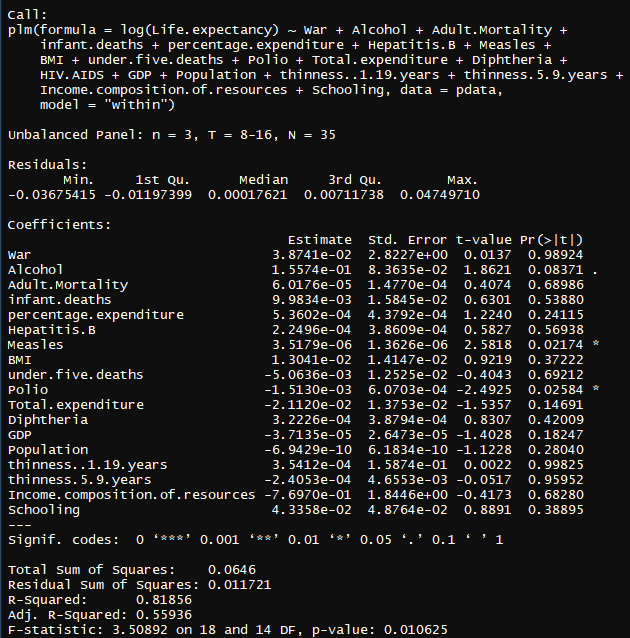 Call:
plm(formula = log(Life.expectancy) ~ War + Alcohol + Adult.Mortality +
    infant.deaths + percentage.expenditure + Hepatitis.B + Measles +
    BMI + under.five.deaths + Polio + Total.expenditure + Diphtheria +
    HIV.AIDS + GDP + Population + thinness..1.19.years + thinness.5.9.years +
    Income.composition.of.resources + Schooling, data = pdata,
    model = "within")

Unbalanced Panel: n = 3, T = 8-16, N = 35

Residuals:
       Min.     1st Qu.      Median     3rd Qu.        Max.
-0.03675415 -0.01197399  0.00017621  0.00711738  0.04749710

Coefficients:
                                   Estimate  Std. Error t-value Pr(>|t|)
War                              3.8741e-02  2.8227e+00  0.0137  0.98924
Alcohol                          1.5574e-01  8.3635e-02  1.8621  0.08371 .
Adult.Mortality                  6.0176e-05  1.4770e-04  0.4074  0.68986
infant.deaths                    9.9834e-03  1.5845e-02  0.6301  0.53880
percentage.expenditure           5.3602e-04  4.3792e-04  1.2240  0.24115
Hepatitis.B                      2.2496e-04  3.8609e-04  0.5827  0.56938
Measles                          3.5179e-06  1.3626e-06  2.5818  0.02174 *
BMI                              1.3041e-02  1.4147e-02  0.9219  0.37222
under.five.deaths               -5.0636e-03  1.2525e-02 -0.4043  0.69212
Polio                           -1.5130e-03  6.0703e-04 -2.4925  0.02584 *
Total.expenditure               -2.1120e-02  1.3753e-02 -1.5357  0.14691
Diphtheria                       3.2226e-04  3.8794e-04  0.8307  0.42009
GDP                             -3.7135e-05  2.6473e-05 -1.4028  0.18247
Population                      -6.9429e-10  6.1834e-10 -1.1228  0.28040
thinness..1.19.years             3.5412e-04  1.5874e-01  0.0022  0.99825
thinness.5.9.years              -2.4053e-04  4.6553e-03 -0.0517  0.95952
Income.composition.of.resources -7.6970e-01  1.8446e+00 -0.4173  0.68280
Schooling                        4.3358e-02  4.8764e-02  0.8891  0.38895
---
Signif. codes:  0 ‘***’ 0.001 ‘**’ 0.01 ‘*’ 0.05 ‘.’ 0.1 ‘ ’ 1

Total Sum of Squares:    0.0646
Residual Sum of Squares: 0.011721
R-Squared:      0.81856
Adj. R-Squared: 0.55936
F-statistic: 3.50892 on 18 and 14 DF, p-value: 0.010625